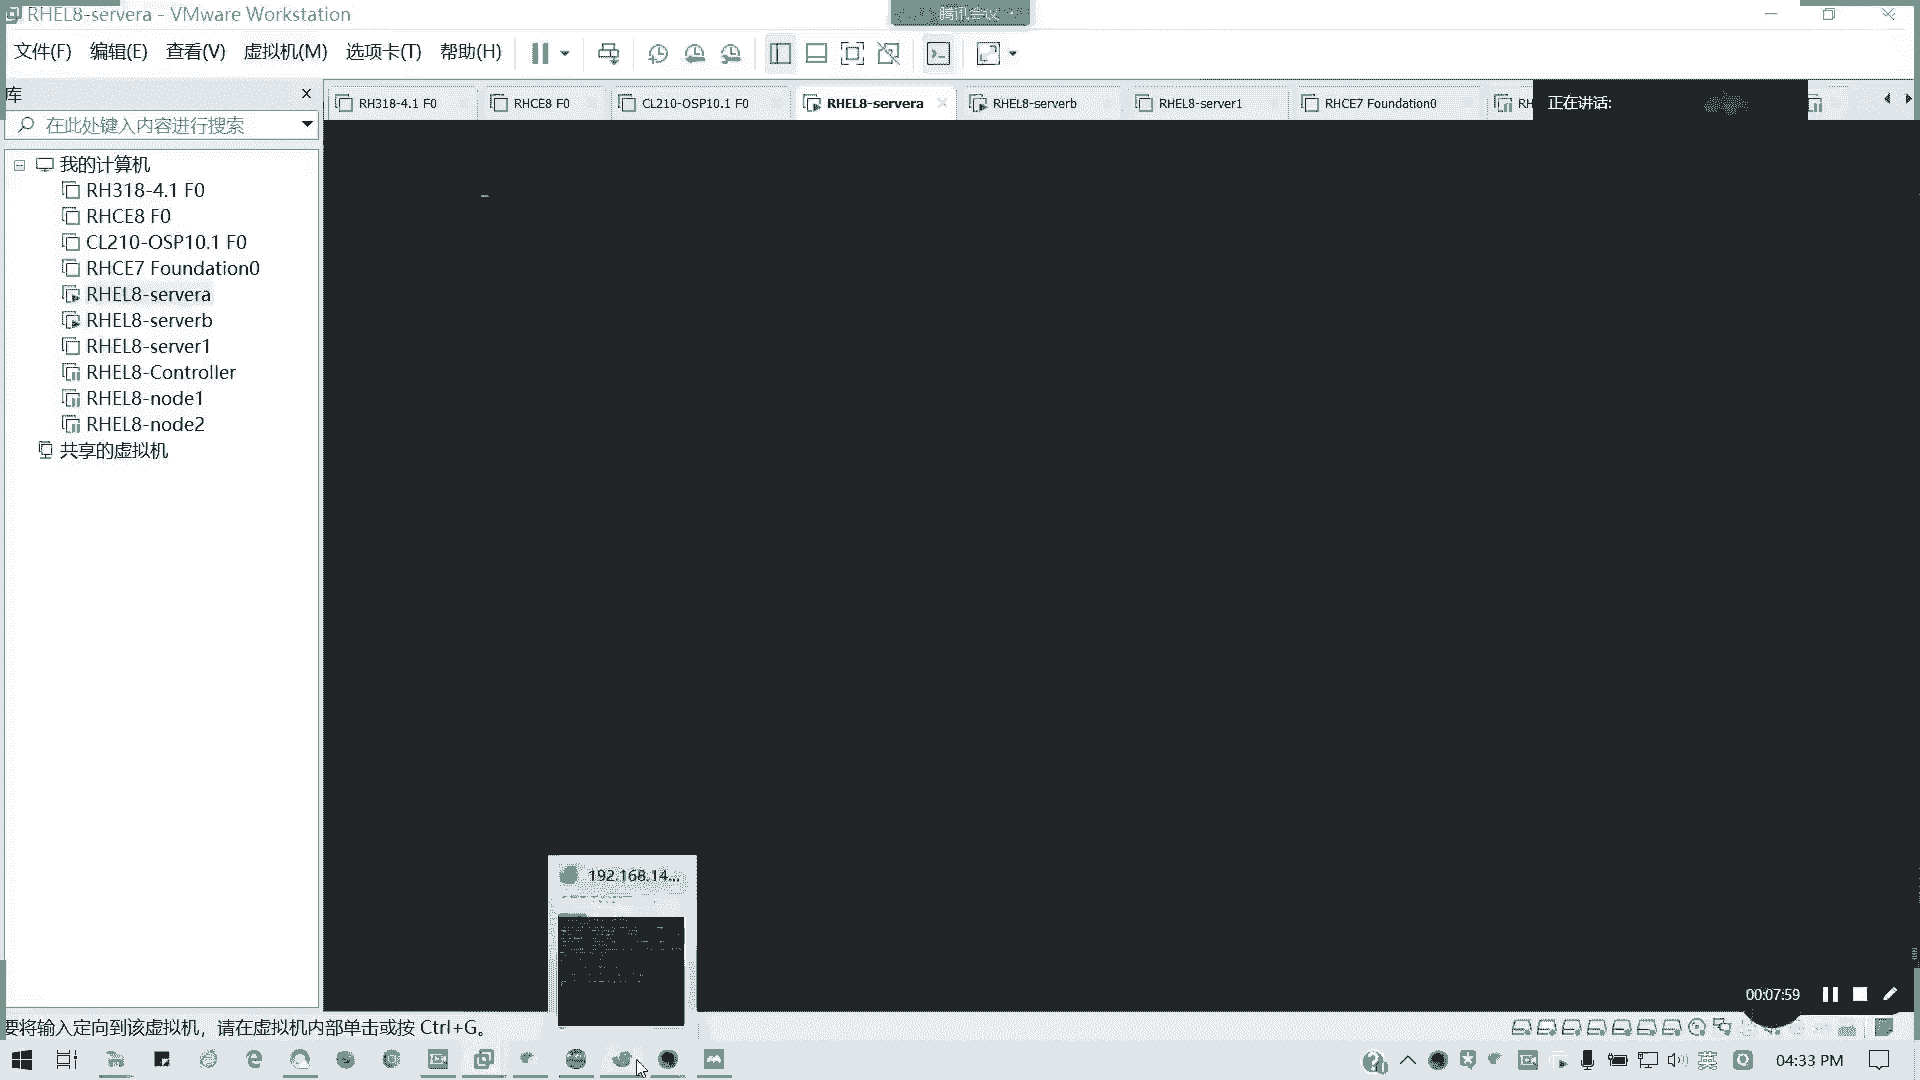 RHEL8-servera - VMware Workstation
腾讯会议
文件(F) 编辑(E) 查看(V) 虚拟机(M) 选项卡(T) 帮助(H)
库
在此处键入内容进行搜索
我的计算机
RH318-4.1 F0
RHCE8 F0
CL210-OSP10.1 F0
RHCE7 Foundation0
RHEL8-servera
RHEL8-serverb
RHEL8-server1
RHEL8-Controller
RHEL8-node1
RHEL8-node2
共享的虚拟机
RH318-4.1 F0 RHCE8 F0 CL210-OSP10.1 F0 RHEL8-servera RHEL8-serverb RHEL8-server1 RHCE7 Foundation0 RH
正在讲话:
192.168.14...
00:07:59
要将输入定向到该虚拟机，请在虚拟机内部单击或按 Ctrl+G。
英
04:33 PM